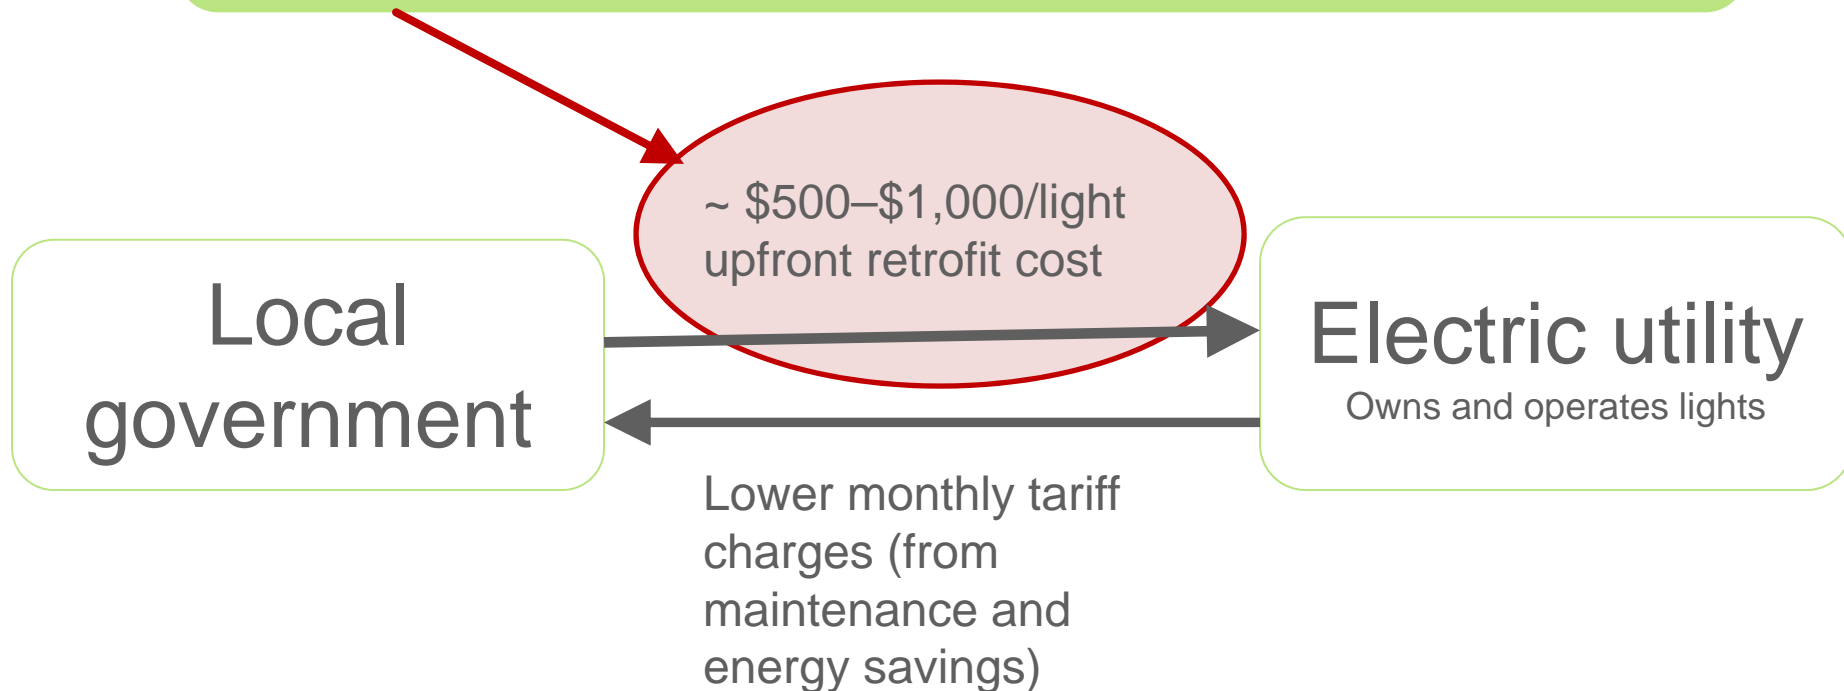 ~ $500–$1,000/light
upfront retrofit cost
Local
government
Electric utility
Owns and operates lights
Lower monthly tariff
charges (from
maintenance and
energy savings)